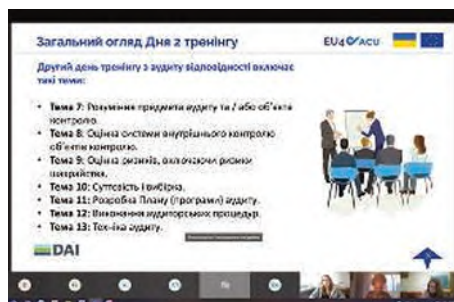 Загальний огляд Дня 2 тренінгу
EU4 ACU
Другий день тренінгу з аудиту відповідності включає
такі теми:
• Тема 7: Розуміння предмета аудиту та / або об'єкта
контролю.
• Тема 8: Оцінка системи внутрішнього контролю
об'єктів контролю.
• Тема 9: Оцінка ризиків, включаючи ризики
шахрайства.
• Тема 10: Суттєвість і вибірка.
• Тема 11: Розробка Плану (програми) аудиту.
• Тема 12: Виконання аудиторських процедур.
• Тема 13: Техніка аудиту.
DAI